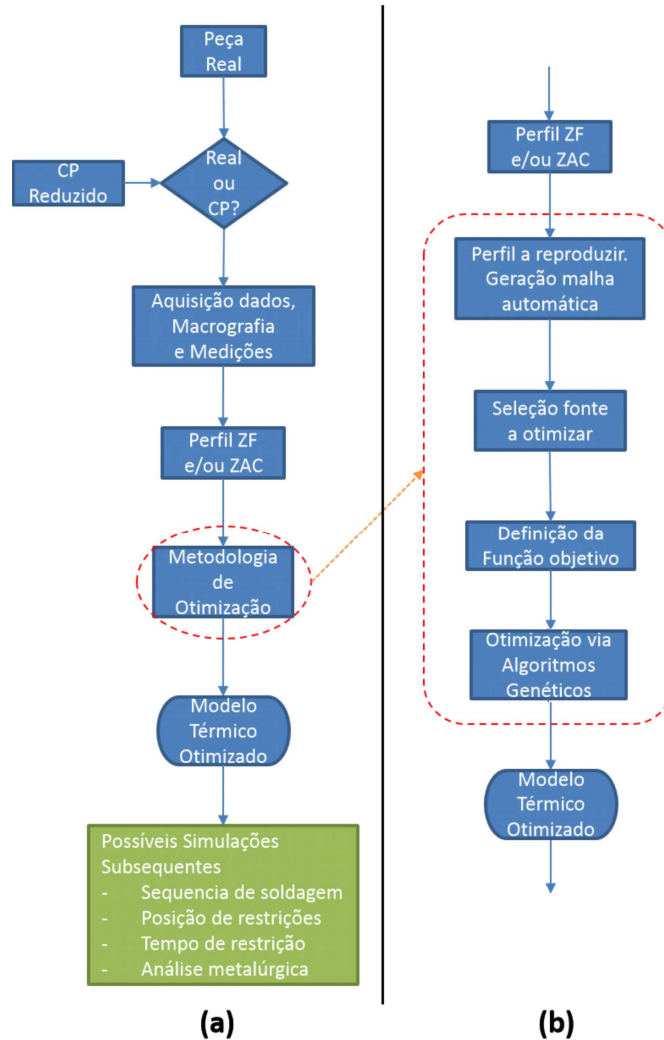 Peça
Real
CP
Reduzido
Real
ou
CP?
Aquisição dados,
Macrografia
e Medições
Perfil ZF
e/ou ZAC
Metodologia
de
Otimização
Modelo
Térmico
Otimizado
Possíveis Simulações
Subsequentes
- Sequencia de soldagem
- Posição de restrições
- Tempo de restrição
- Análise metalúrgica
(a)
Perfil ZF
e/ou ZAC
Perfil a reproduzir.
Geração malha
automática
Seleção fonte
a otimizar
Definição da
Função objetivo
Otimização via
Algoritmos
Genéticos
Modelo
Térmico
Otimizado
(b)